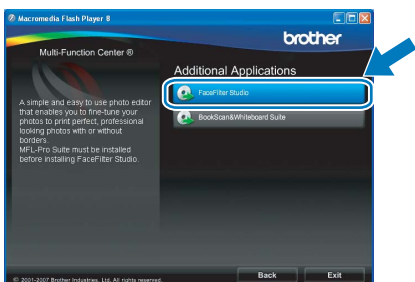 Macromedia Flash Player 8
brother
Multi-Function Center ®
Additional Applications
FaceFilter Studio
BookScan&Whiteboard Suite
A simple and easy to use photo editor
that enables you to fine-tune your
photos to print perfect, professional
looking photos with or without
borders.
MFL-Pro Suite must be installed
before installing FaceFilter Studio.
Back
Exit
© 2001-2007 Brother Industries, Ltd. All rights reserved.